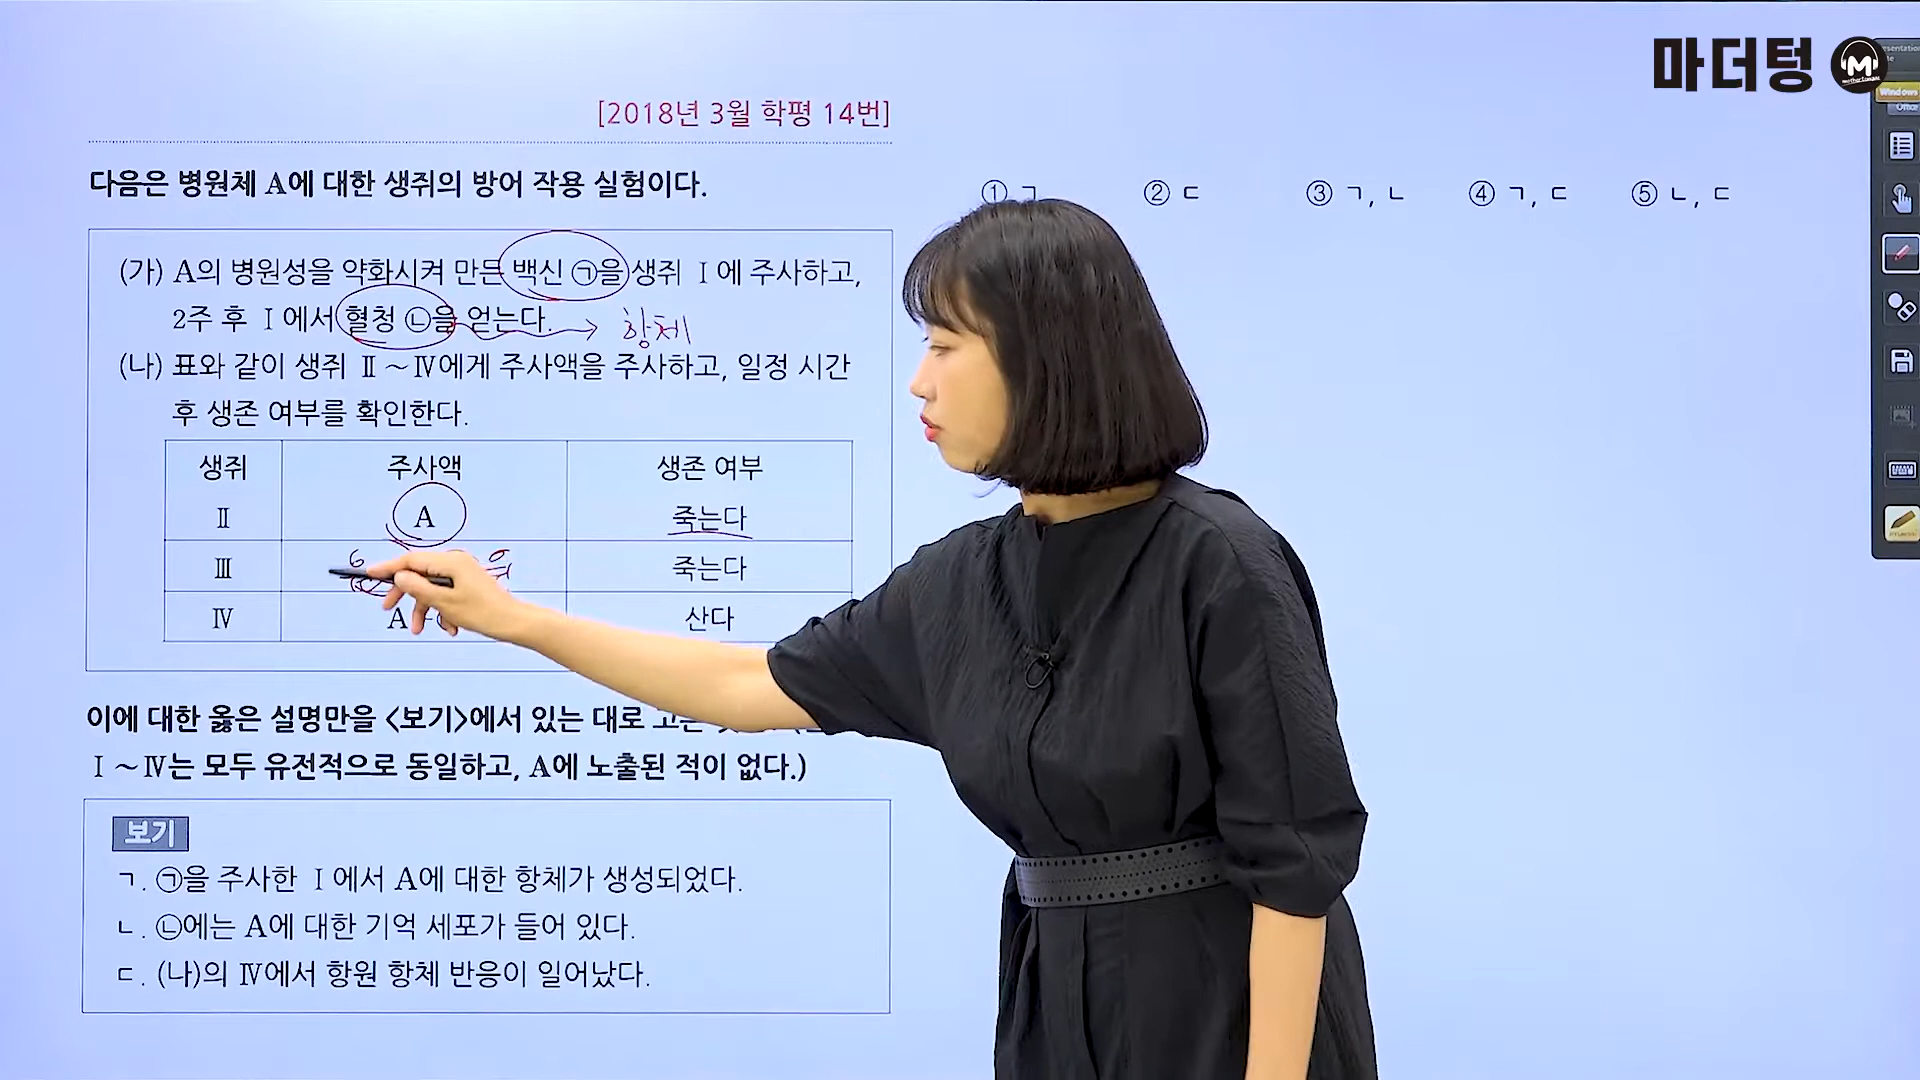 마더텅
[2018년 3월 학평 14번]
다음은 병원체 A에 대한 생쥐의 방어 작용 실험이다.
① ㄱ ② ㄷ ③ ㄱ, ㄴ ④ ㄱ, ㄷ ⑤ ㄴ, ㄷ
(가) A의 병원성을 약화시켜 만든 백신 ㉠을 생쥐 Ⅰ에 주사하고,
2주 후 Ⅰ에서 혈청 ㉡을 얻는다. 항체
(나) 표와 같이 생쥐 Ⅱ~Ⅳ에게 주사액을 주사하고, 일정 시간
후 생존 여부를 확인한다.
생쥐 주사액 생존 여부
Ⅱ A 죽는다
Ⅲ 죽는다
Ⅳ A 산다
이에 대한 옳은 설명만을 <보기>에서 있는 대로
Ⅰ~Ⅳ는 모두 유전적으로 동일하고, A에 노출된 적이 없다.)
보기
ㄱ. ㉠을 주사한 Ⅰ에서 A에 대한 항체가 생성되었다.
ㄴ. ㉡에는 A에 대한 기억 세포가 들어 있다.
ㄷ. (나)의 Ⅳ에서 항원 항체 반응이 일어났다.